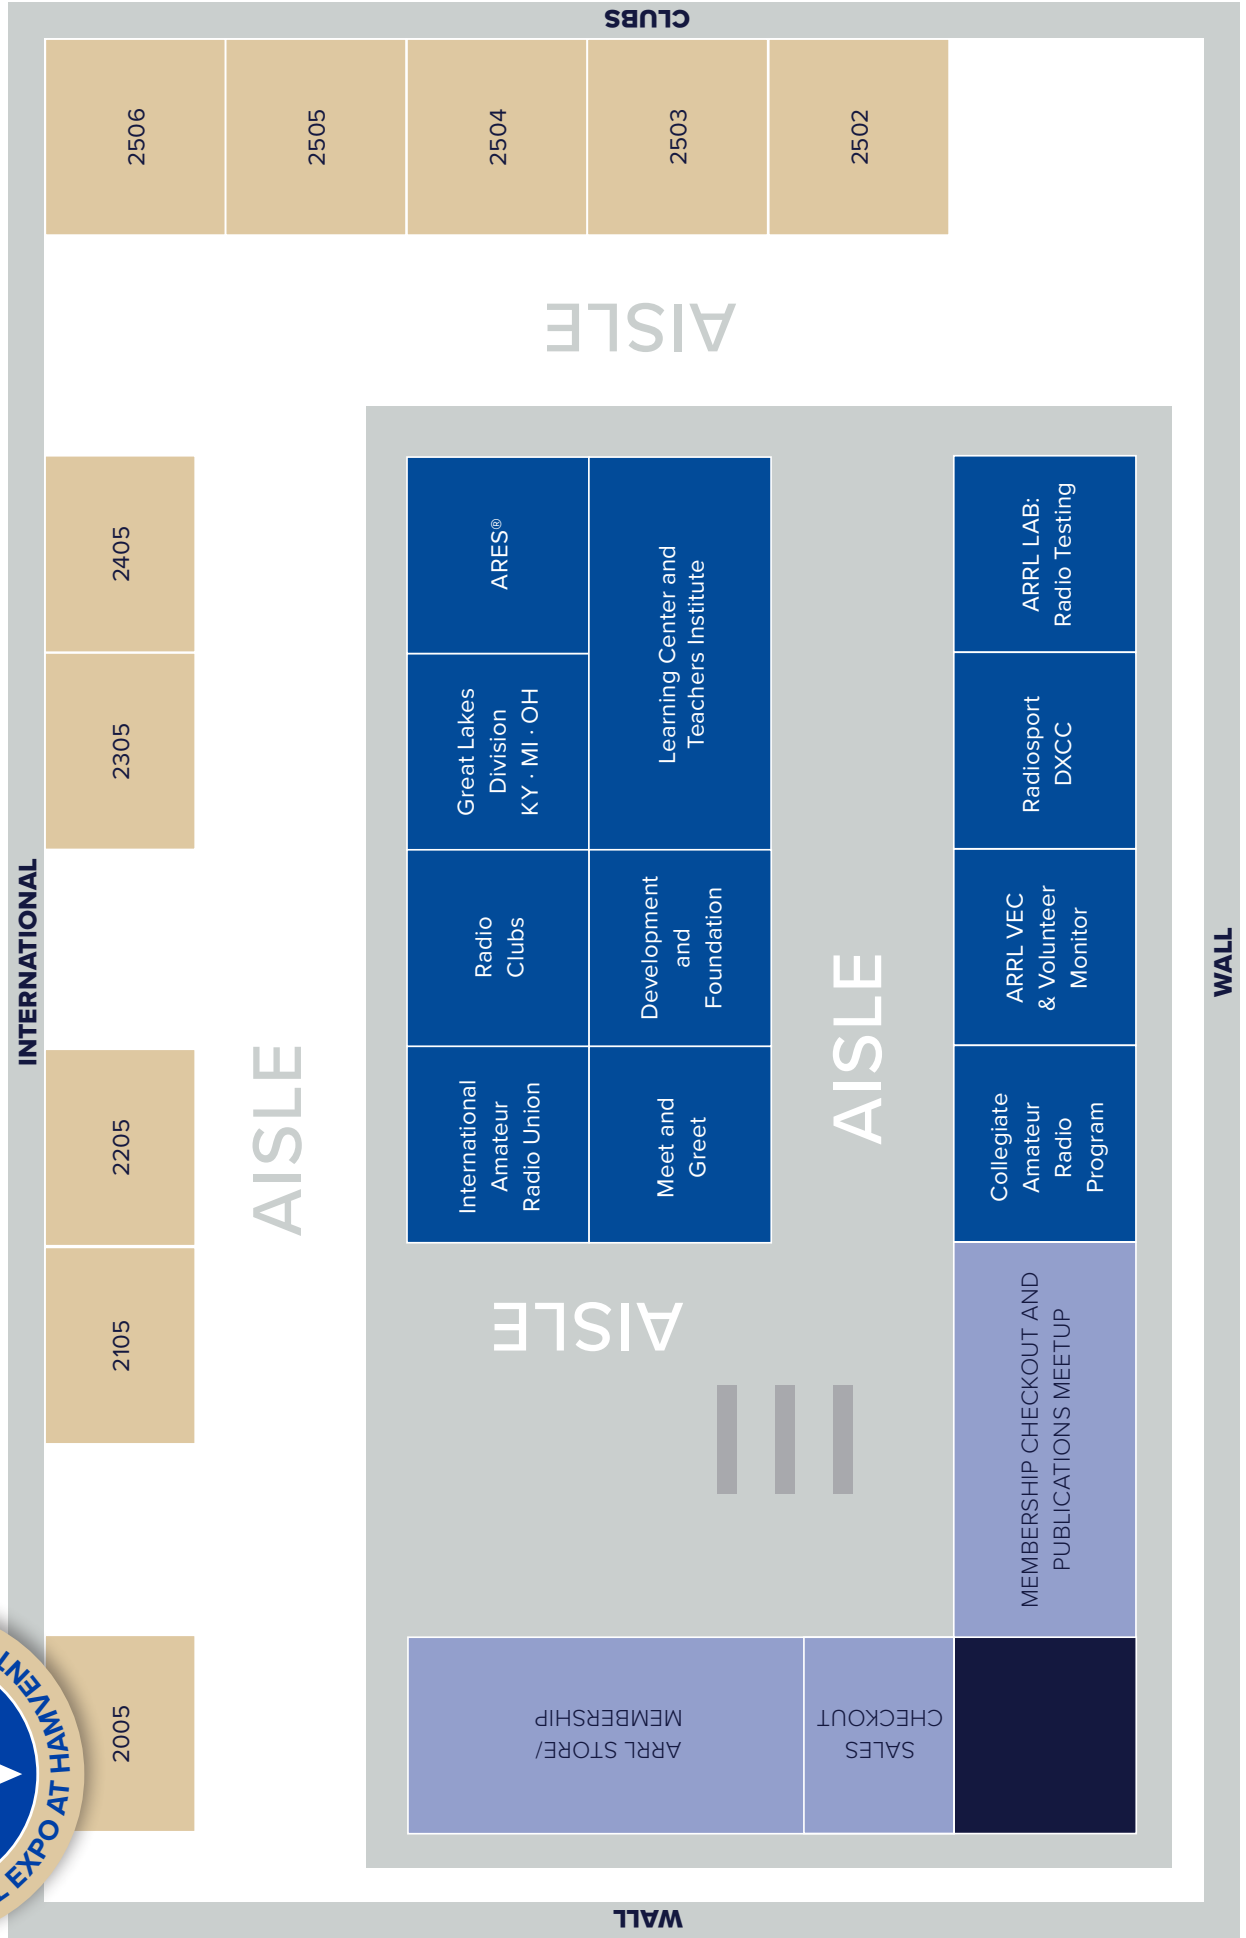 CLUBS
2506
2505
2504
2503
2502
AISLE
INTERNATIONAL
2405
2305
2205
2105
2005
AISLE
ARES®
Great Lakes
Division
KY · MI · OH
Radio
Clubs
International
Amateur
Radio Union
Learning Center and
Teachers Institute
Development
and
Foundation
Meet and
Greet
AISLE
AISLE
ARRL LAB:
Radio Testing
Radiosport
DXCC
ARRL VEC
& Volunteer
Monitor
Collegiate
Amateur
Radio
Program
MEMBERSHIP CHECKOUT AND
PUBLICATIONS MEETUP
ARRL STORE/
MEMBERSHIP
SALES
CHECKOUT
WALL
WALL
EXPO AT